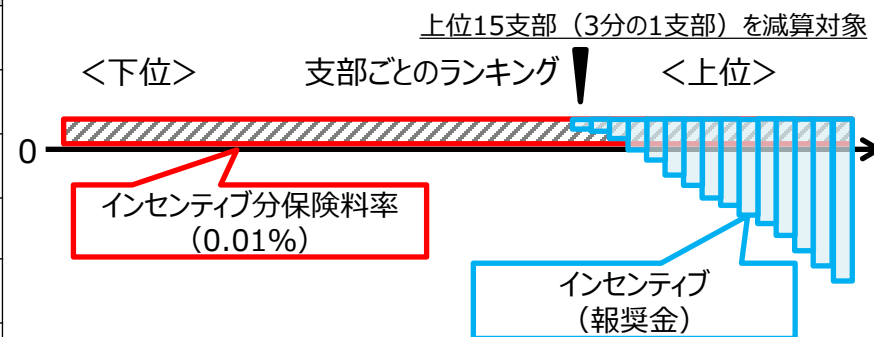 上位15支部（3分の1支部）を減算対象
＜下位＞
支部ごとのランキング
＜上位＞
0
インセンティブ分保険料率
（0.01%）
インセンティブ
（報奨金）